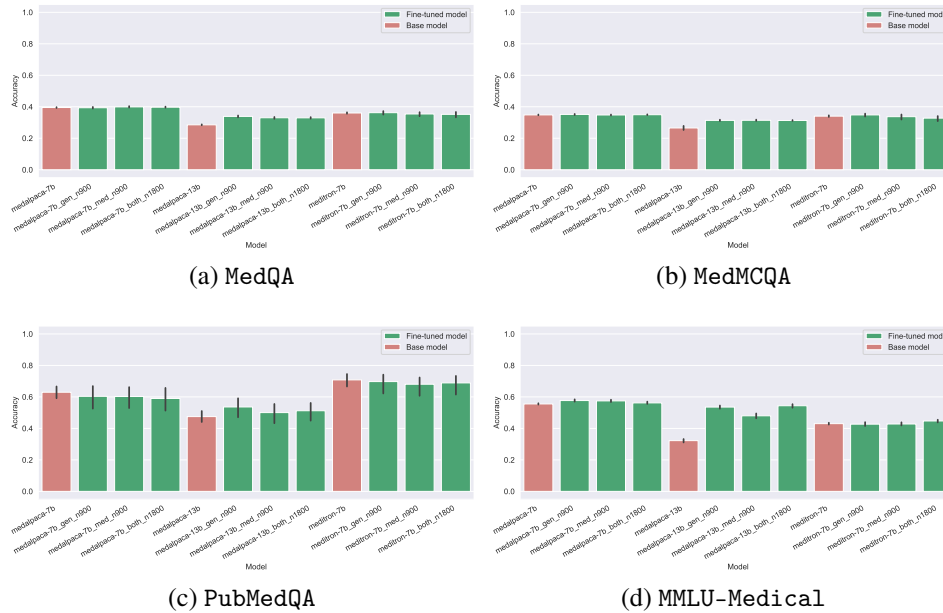 Fine-tuned model
Base model
1.0
0.8
0.6
0.4
0.2
0.0
Accuracy
medalpaca-7b
medalpaca-7b_gen_n900
medalpaca-7b_med_n900
medalpaca-7b_both_n1800
medalpaca-13b
medalpaca-13b_gen_n900
medalpaca-13b_med_n900
medalpaca-13b_both_n1800
meditron-7b
meditron-7b_gen_n900
meditron-7b_med_n900
meditron-7b_both_n1800
Model
(a) MedQA
Fine-tuned model
Base model
1.0
0.8
0.6
0.4
0.2
0.0
Accuracy
medalpaca-7b
medalpaca-7b_gen_n900
medalpaca-7b_med_n900
medalpaca-7b_both_n1800
medalpaca-13b
medalpaca-13b_gen_n900
medalpaca-13b_med_n900
medalpaca-13b_both_n1800
meditron-7b
meditron-7b_gen_n900
meditron-7b_med_n900
meditron-7b_both_n1800
Model
(b) MedMCQA
Fine-tuned model
Base model
1.0
0.8
0.6
0.4
0.2
0.0
Accuracy
medalpaca-7b
medalpaca-7b_gen_n900
medalpaca-7b_med_n900
medalpaca-7b_both_n1800
medalpaca-13b
medalpaca-13b_gen_n900
medalpaca-13b_med_n900
medalpaca-13b_both_n1800
meditron-7b
meditron-7b_gen_n900
meditron-7b_med_n900
meditron-7b_both_n1800
Model
(c) PubMedQA
Fine-tuned model
Base model
1.0
0.8
0.6
0.4
0.2
0.0
Accuracy
medalpaca-7b
medalpaca-7b_gen_n900
medalpaca-7b_med_n900
medalpaca-7b_both_n1800
medalpaca-13b
medalpaca-13b_gen_n900
medalpaca-13b_med_n900
medalpaca-13b_both_n1800
meditron-7b
meditron-7b_gen_n900
meditron-7b_med_n900
meditron-7b_both_n1800
Model
(d) MMLU-Medical